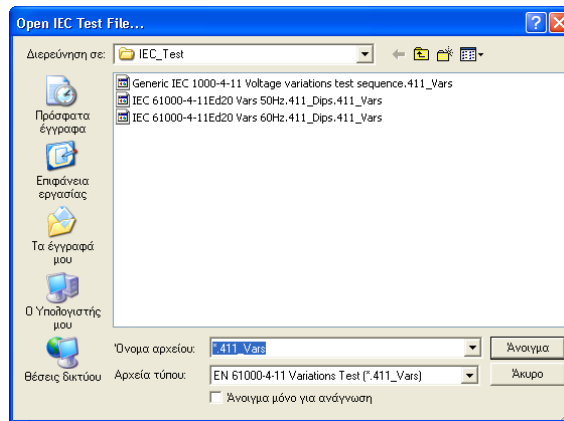 Open IEC Test File...
Διερεύνηση σε: IEC_Test
Generic IEC 1000-4-11 Voltage variations test sequence.411_Vars
IEC 61000-4-11Ed20 Vars 50Hz.411_Dips.411_Vars
IEC 61000-4-11Ed20 Vars 60Hz.411_Dips.411_Vars
Πρόσφατα
έγγραφα
Επιφάνεια
εργασίας
Τα έγγραφά
μου
Ο Υπολογιστής
μου
Θέσεις δικτύου
Όνομα αρχείου: *.411_Vars Άνοιγμα
Αρχεία τύπου: EN 61000-4-11 Variations Test (*.411_Vars) Άκυρο
Άνοιγμα μόνο για ανάγνωση